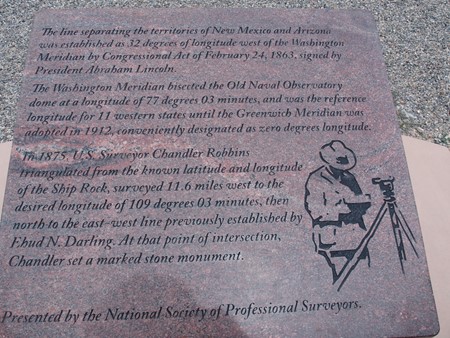 The line separating the territories of New Mexico and Arizona
was established as 32 degrees of longitude west of the Washington
Meridian by Congressional Act of February 24, 1863, signed by
President Abraham Lincoln.
The Washington Meridian bisected the Old Naval Observatory
dome at a longitude of 77 degrees 03 minutes, and was the reference
longitude for 11 western states until the Greenwich Meridian was
adopted in 1912, conveniently designated as zero degrees longitude.
In 1875, U.S. Surveyor Chandler Robbins
triangulated from the known latitude and longitude
of the Ship Rock, surveyed 11.6 miles west to the
desired longitude of 109 degrees 03 minutes, then
north to the east-west line previously established by
Ehud N. Darling. At that point of intersection,
Chandler set a marked stone monument.
Presented by the National Society of Professional Surveyors.